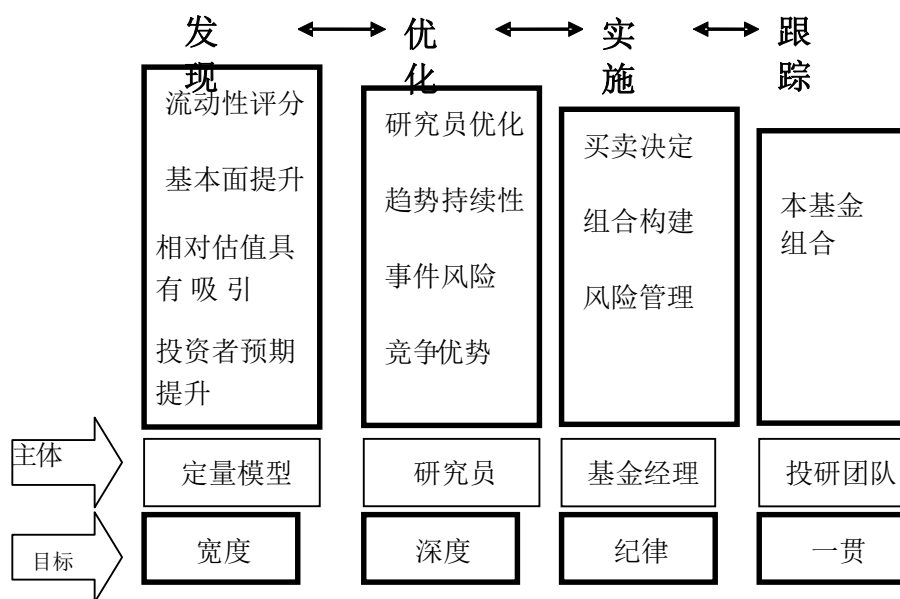 发
现
优
化
实
施
跟
踪
流动性评分
基本面提升
相对估值具
有 吸 引
投资者预期
提升
研究员优化
趋势持续性
事件风险
竞争优势
买卖决定
组合构建
风险管理
本基金
组合
主体
定量模型
研究员
基金经理
投研团队
目标
宽度
深度
纪律
一贯